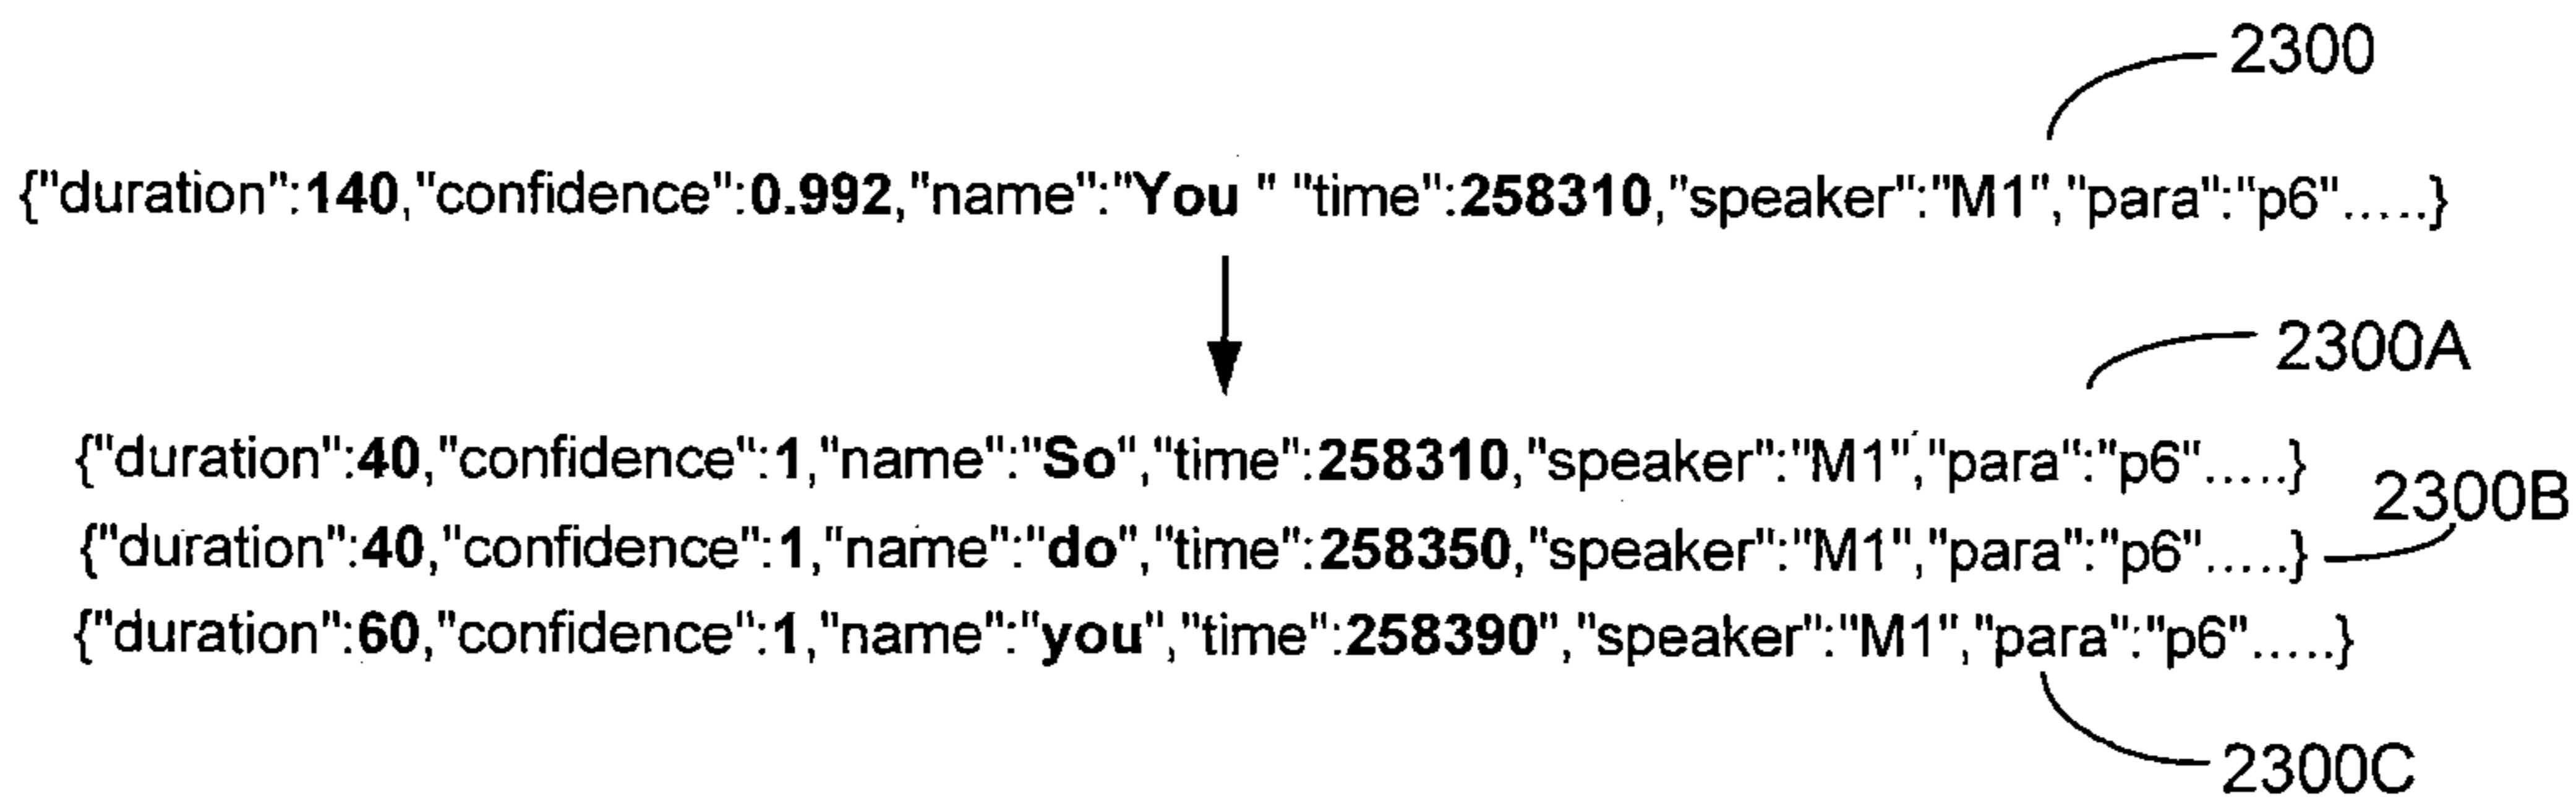 2300
{"duration":140,"confidence":0.992,"name":"You " "time":258310,"speaker":"M1","para":"p6".....}
2300A
{"duration":40,"confidence":1,"name":"So","time":258310,"speaker":"M1","para":"p6".....}
2300B
{"duration":40,"confidence":1,"name":"do","time":258350,"speaker":"M1","para":"p6".....}
{"duration":60,"confidence":1,"name":"you","time":258390","speaker":"M1","para":"p6".....}
2300C